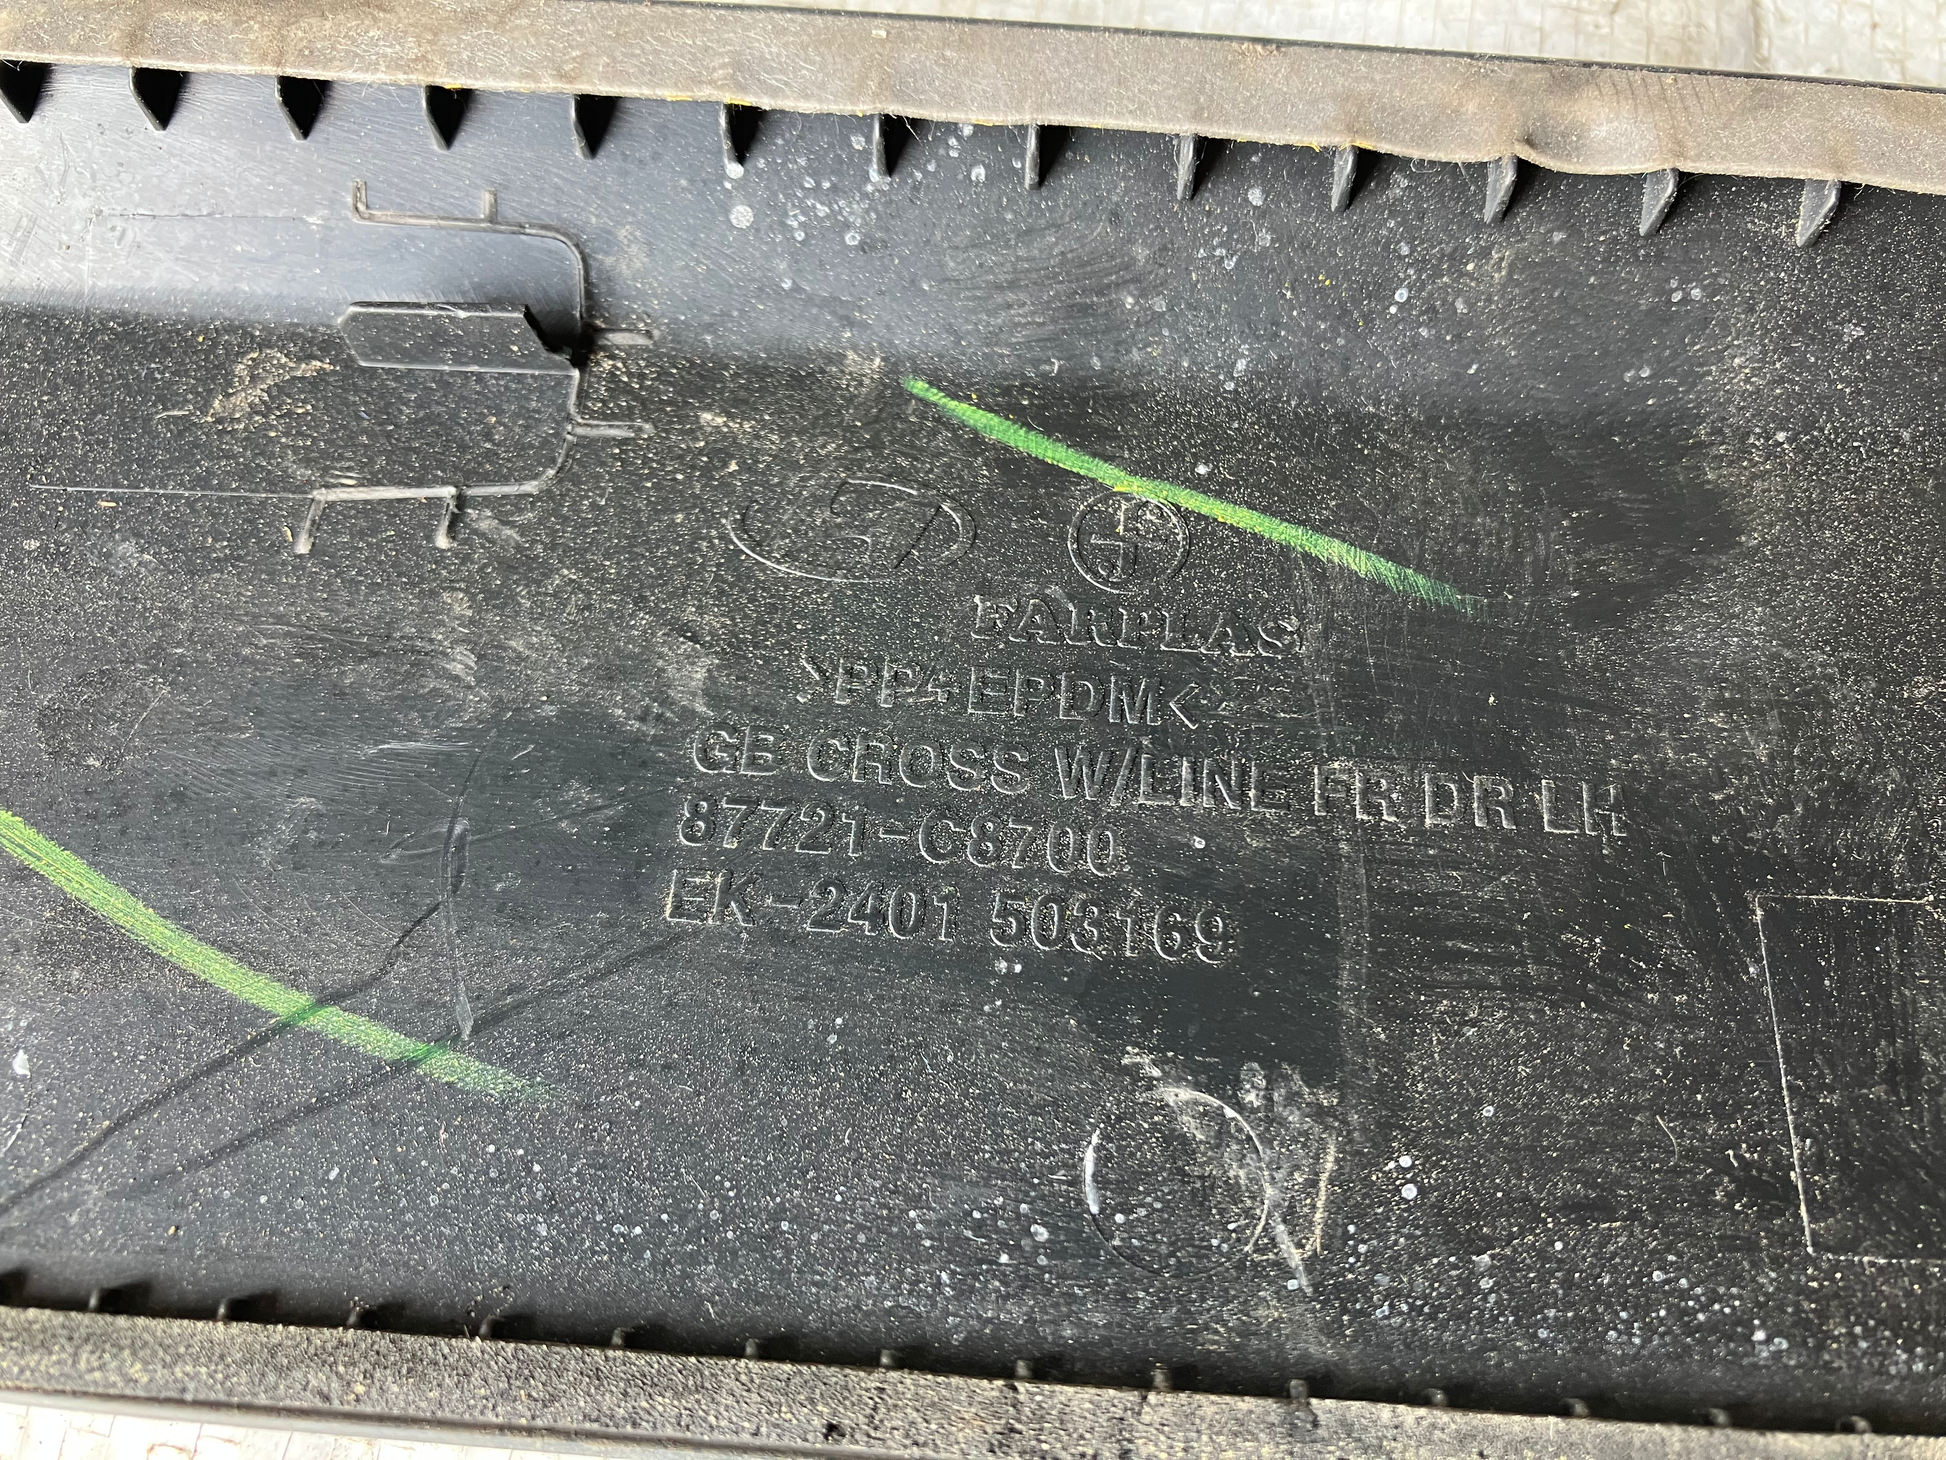 FARPLAS
>PP+EPDM<
GB CROSS W/LINE FR DR LH
87721-C8700
EK-2401 503169